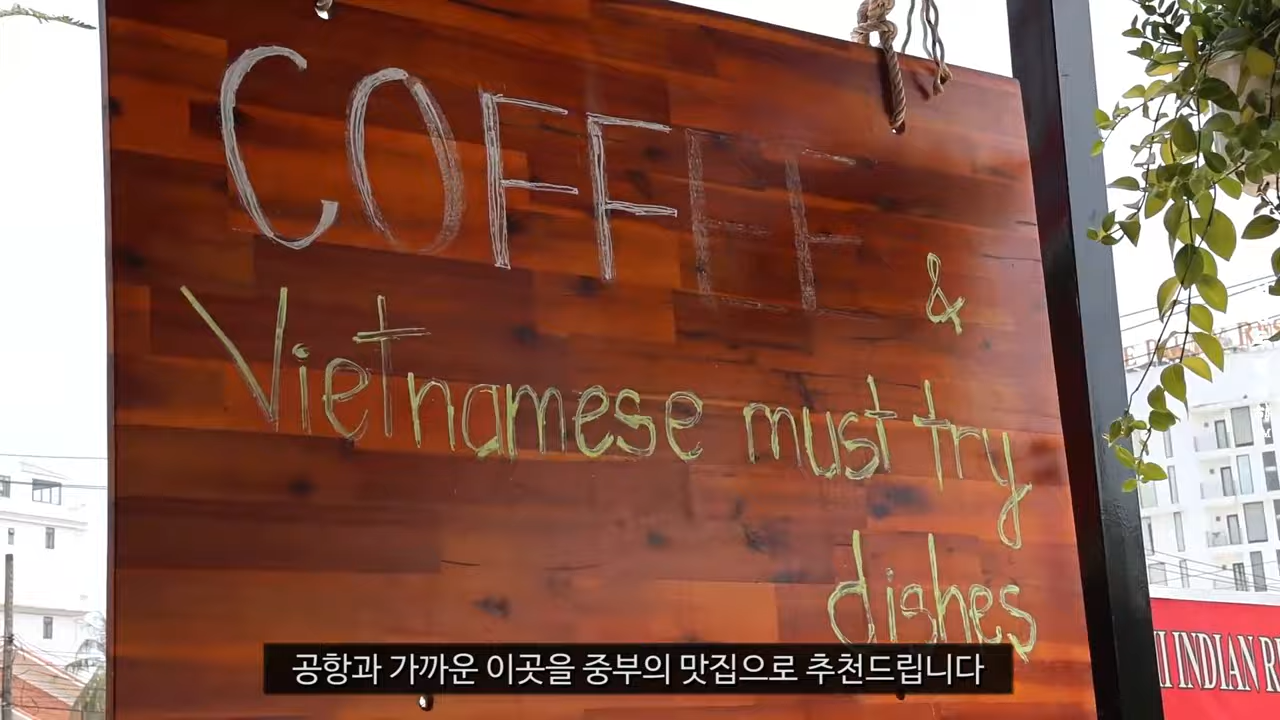 COFFEE
&
Vietnamese must try
dishes
INDIAN
공항과 가까운 이곳을 중부의 맛집으로 추천드립니다